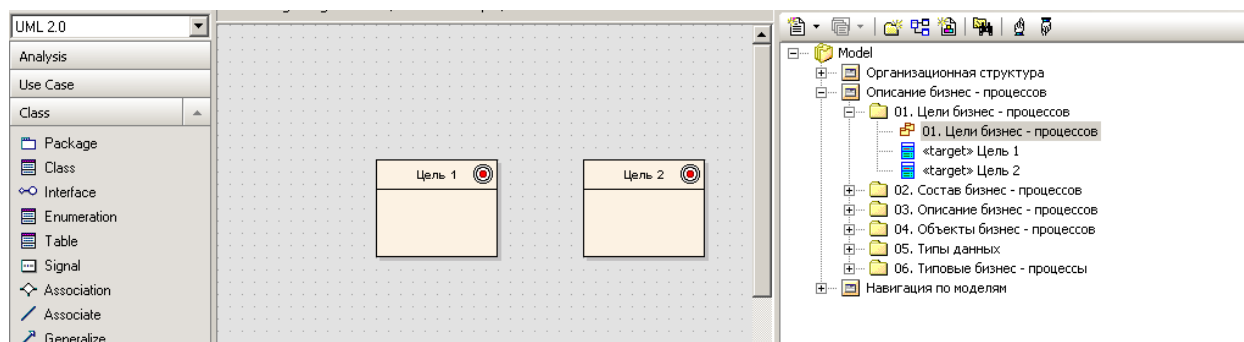 UML 2.0
Analysis
Use Case
Class
Package
Class
Interface
Enumeration
Table
Signal
Association
Associate
Generalize
Цель 1
Цель 2
Model
Организационная структура
Описание бизнес - процессов
01. Цели бизнес - процессов
01. Цели бизнес - процессов
«target» Цель 1
«target» Цель 2
02. Состав бизнес - процессов
03. Описание бизнес - процессов
04. Объекты бизнес - процессов
05. Типы данных
06. Типовые бизнес - процессы
Навигация по моделям